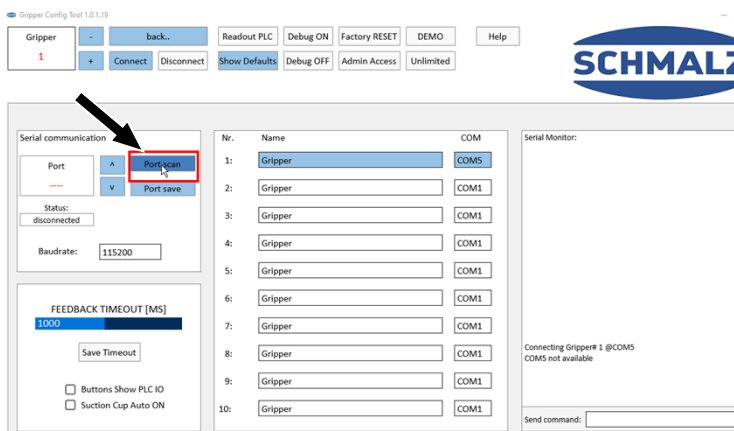 Gripper Config Tool 1.0.1.19
Gripper - back.. Readout PLC Debug ON Factory RESET DEMO Help
1 + Connect Disconnect Show Defaults Debug OFF Admin Access Unlimited
SCHMALZ
Serial communication
Port ^ Port scan
---- v Port save
Status:
disconnected
Baudrate: 115200
FEEDBACK TIMEOUT [MS]
1000
Save Timeout
Buttons Show PLC IO
Suction Cup Auto ON
Nr. Name COM
1: Gripper COM5
2: Gripper COM1
3: Gripper COM1
4: Gripper COM1
5: Gripper COM1
6: Gripper COM1
7: Gripper COM1
8: Gripper COM1
9: Gripper COM1
10: Gripper COM1
Serial Monitor:
Connecting Gripper# 1 @COM5
COM5 not available
Send command: